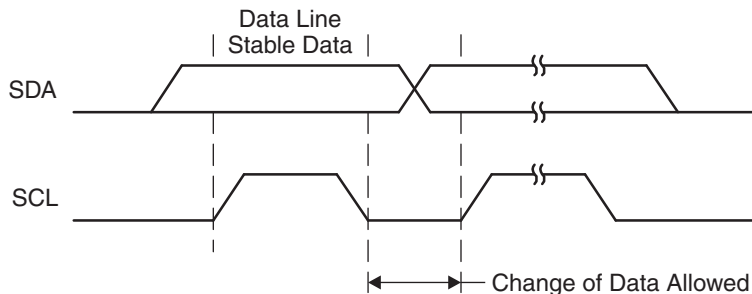 Data Line
Stable Data
SDA
SCL
Change of Data Allowed